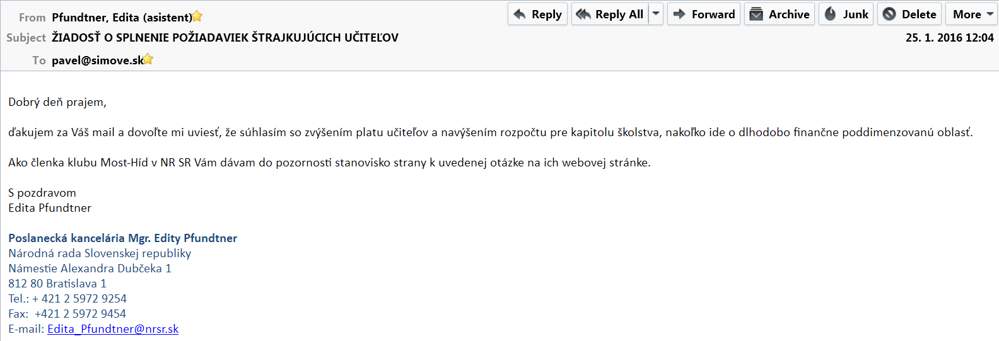 From Pfundtner, Edita (asistent)
Reply Reply All Forward Archive Junk Delete More
Subject ŽIADOSŤ O SPLNENIE POŽIADAVIEK ŠTRAJKUJÚCICH UČITEĽOV
25. 1. 2016 12:04
To pavel@simove.sk
Dobrý deň prajem,
ďakujem za Váš mail a dovoľte mi uviesť, že súhlasím so zvýšením platu učiteľov a navýšením rozpočtu pre kapitolu školstva, nakoľko ide o dlhodobo finančne poddimenzovanú oblasť.
Ako členka klubu Most-Híd v NR SR Vám dávam do pozornosti stanovisko strany k uvedenej otázke na ich webovej stránke.
S pozdravom
Edita Pfundtner
Poslanecká kancelária Mgr. Edity Pfundtner
Národná rada Slovenskej republiky
Námestie Alexandra Dubčeka 1
812 80 Bratislava 1
Tel.: + 421 2 5972 9254
Fax: +421 2 5972 9454
E-mail: Edita_Pfundtner@nrsr.sk